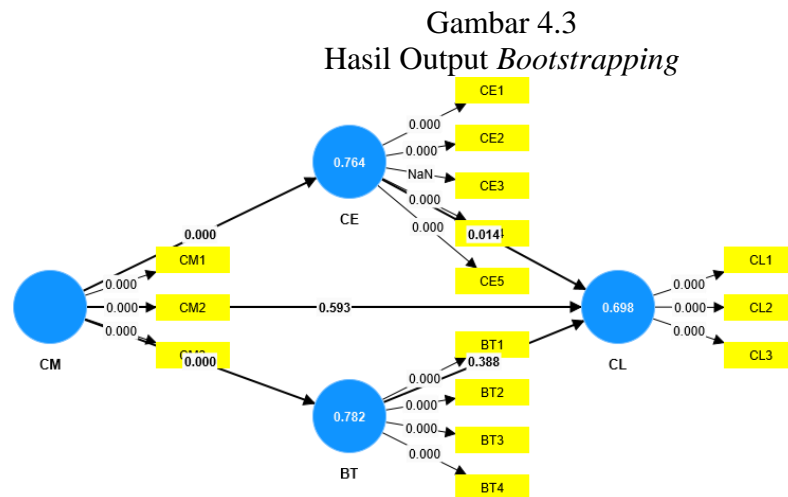 Gambar 4.3
Hasil Output Bootstrapping
CE1
0.000
CE2
0.000
0.764
NaN
CE3
0.000
CE
0.000
0.014
0.000
CM1
CE5
CL1
0.000
0.000
0.000
CM2
0.593
0.698
0.000
CL2
0.000
0.000
CM
0.000
BT1
CL
CL3
0.388
0.000
BT2
0.782
0.000
0.000
BT3
BT
0.000
BT4